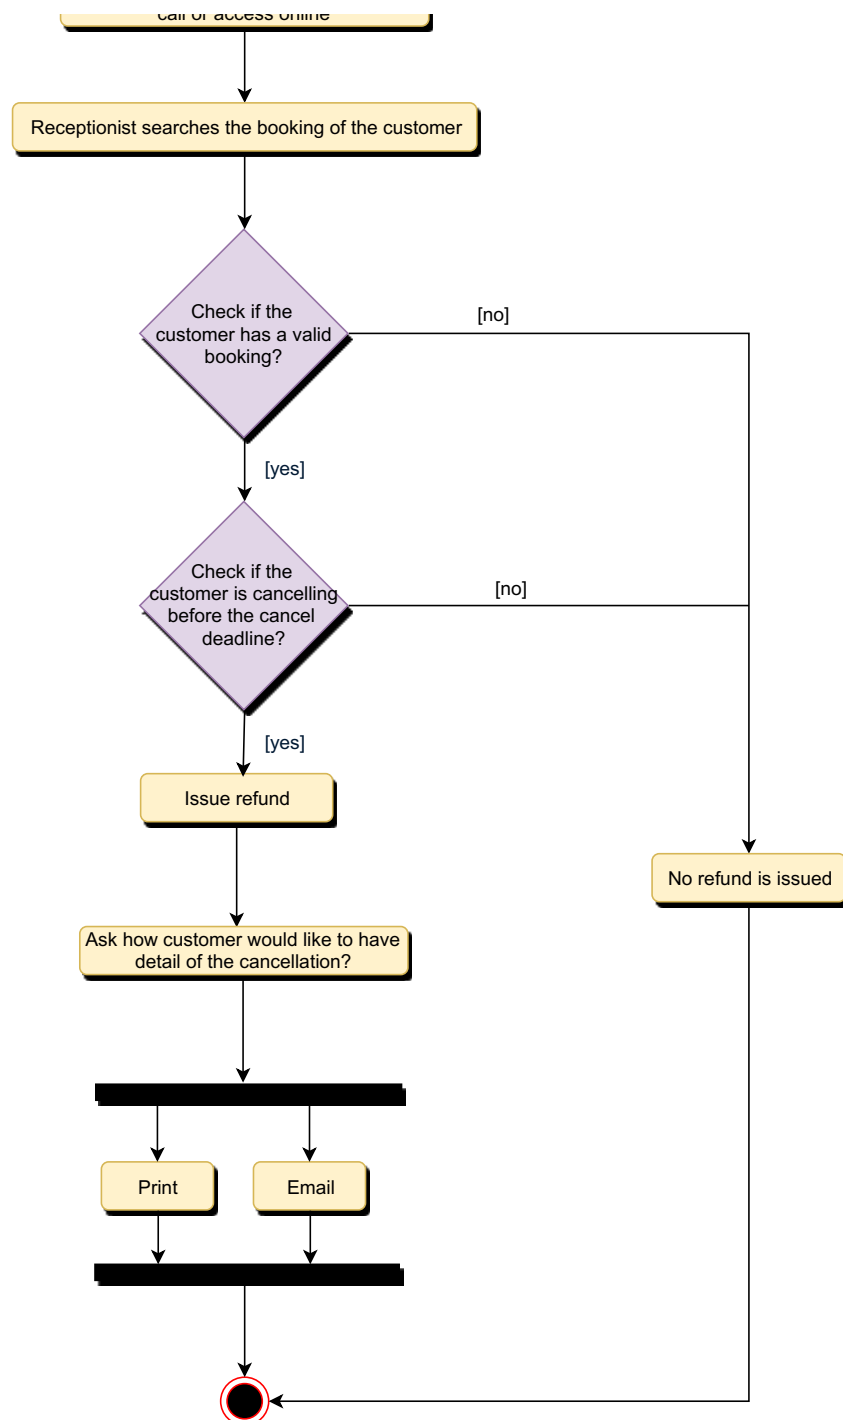 call or access online
Receptionist searches the booking of the customer
Check if the
customer has a valid
booking?
[no]
[yes]
Check if the
customer is cancelling
before the cancel
deadline?
[no]
[yes]
Issue refund
No refund is issued
Ask how customer would like to have
detail of the cancellation?
Print
Email